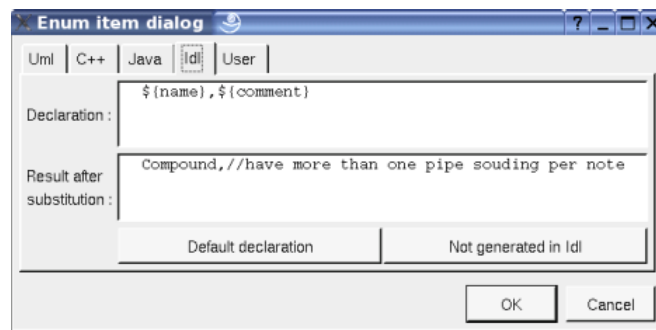 Enum item dialog
Uml C++ Java Idl User
Declaration :
${name},${comment}
Result after
substitution :
Compound,//have more than one pipe souding per note
Default declaration Not generated in Idl
OK Cancel